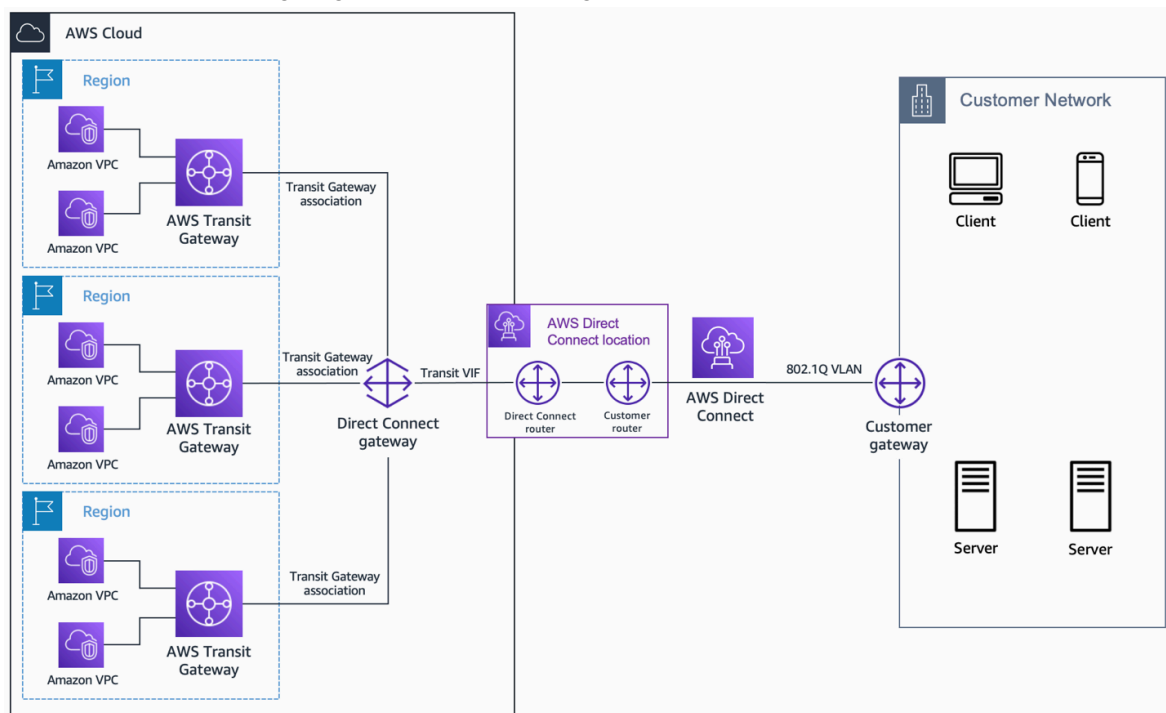 AWS Cloud
Region
Amazon VPC
Amazon VPC
AWS Transit
Gateway
Transit Gateway
association
Region
Amazon VPC
Amazon VPC
AWS Transit
Gateway
Transit Gateway
association
Region
Amazon VPC
Amazon VPC
AWS Transit
Gateway
Transit Gateway
association
Direct Connect
gateway
Transit VIF
AWS Direct
Connect location
Direct Connect
router
Customer
router
AWS Direct
Connect
802.1Q VLAN
Customer
gateway
Customer Network
Client
Client
Server
Server